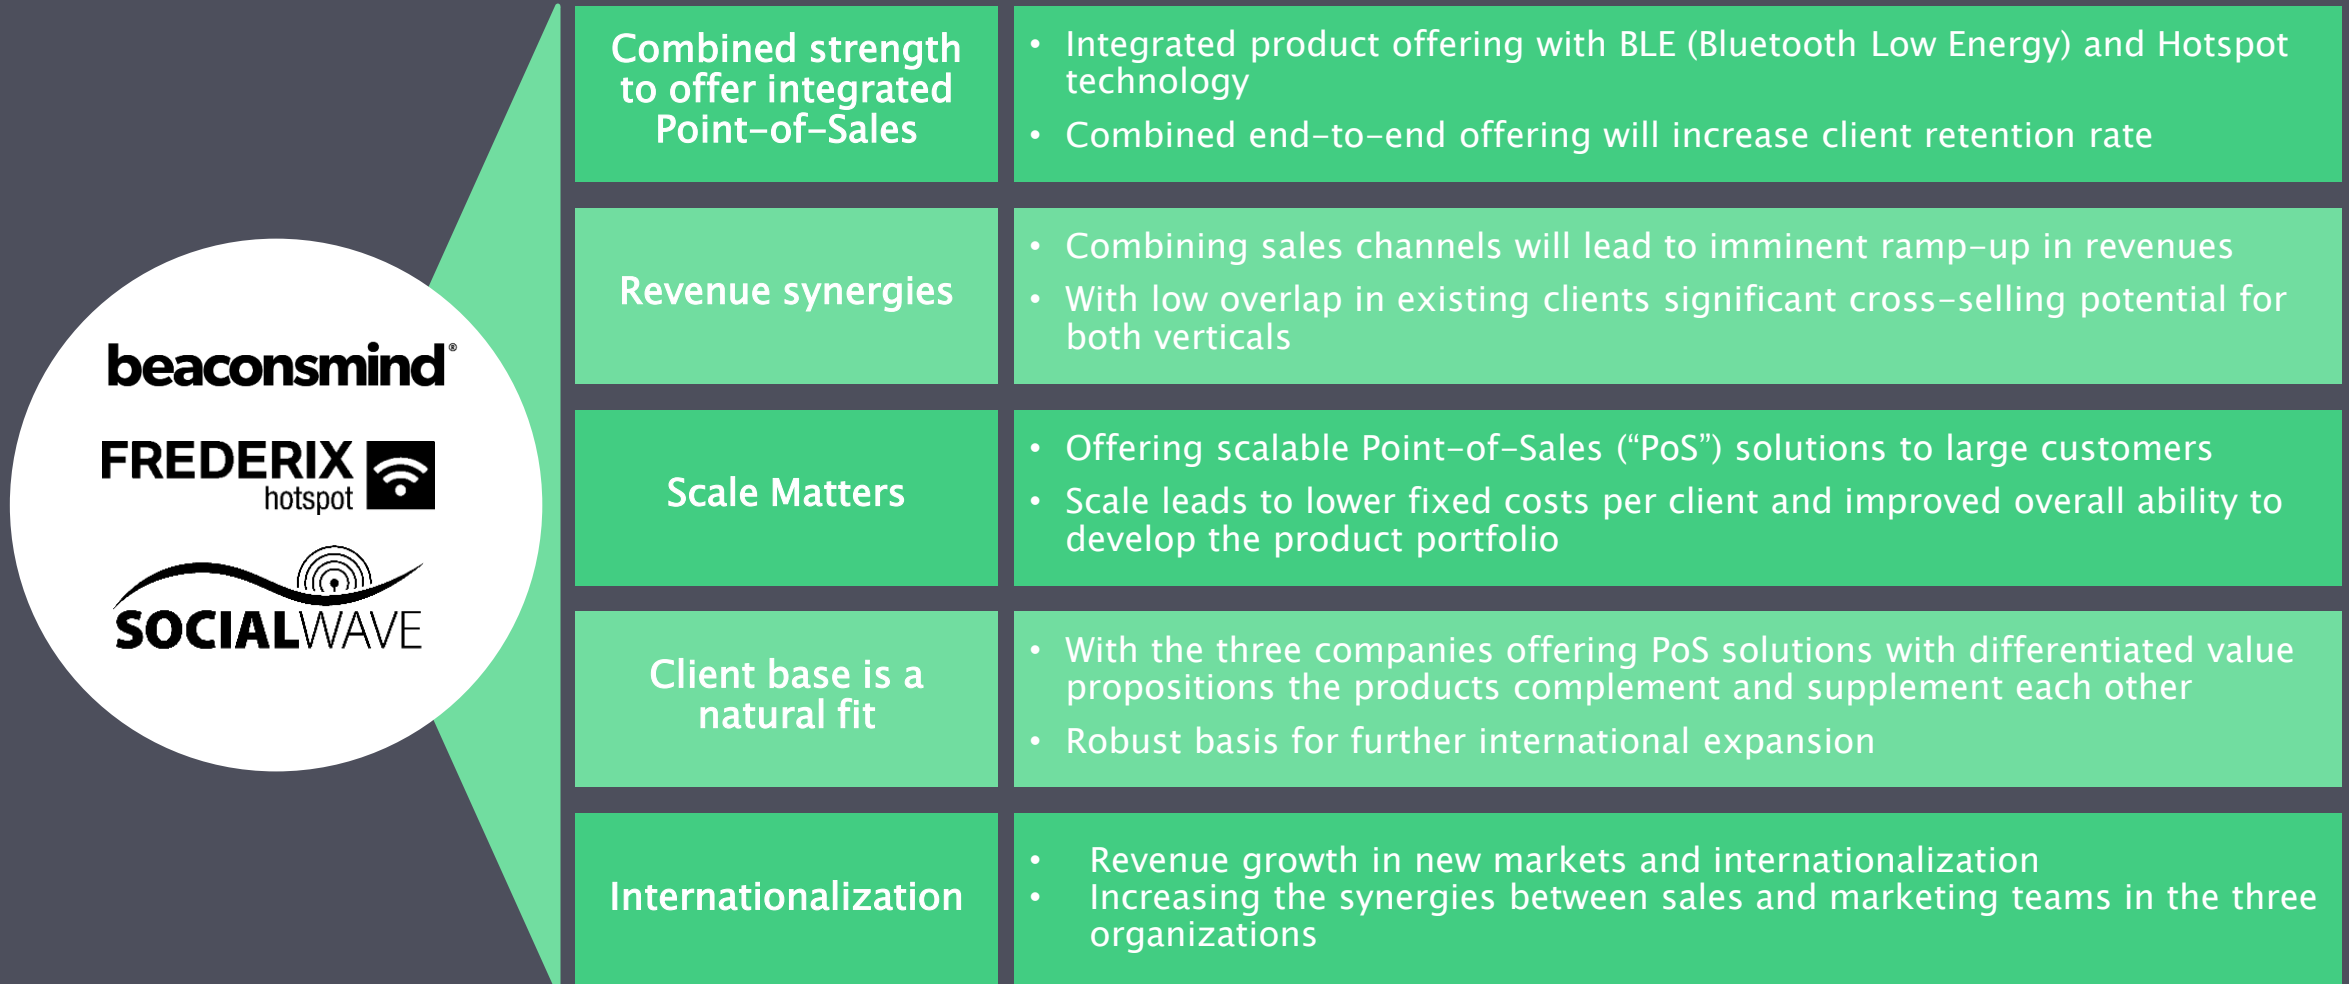 beaconsmind®
FREDERIX
hotspot
SOCIALWAVE
Combined strength
to offer integrated
Point-of-Sales
• Integrated product offering with BLE (Bluetooth Low Energy) and Hotspot
technology
• Combined end-to-end offering will increase client retention rate
Revenue synergies
• Combining sales channels will lead to imminent ramp-up in revenues
• With low overlap in existing clients significant cross-selling potential for
both verticals
Scale Matters
• Offering scalable Point-of-Sales (“PoS”) solutions to large customers
• Scale leads to lower fixed costs per client and improved overall ability to
develop the product portfolio
Client base is a
natural fit
• With the three companies offering PoS solutions with differentiated value
propositions the products complement and supplement each other
• Robust basis for further international expansion
Internationalization
• Revenue growth in new markets and internationalization
• Increasing the synergies between sales and marketing teams in the three
organizations